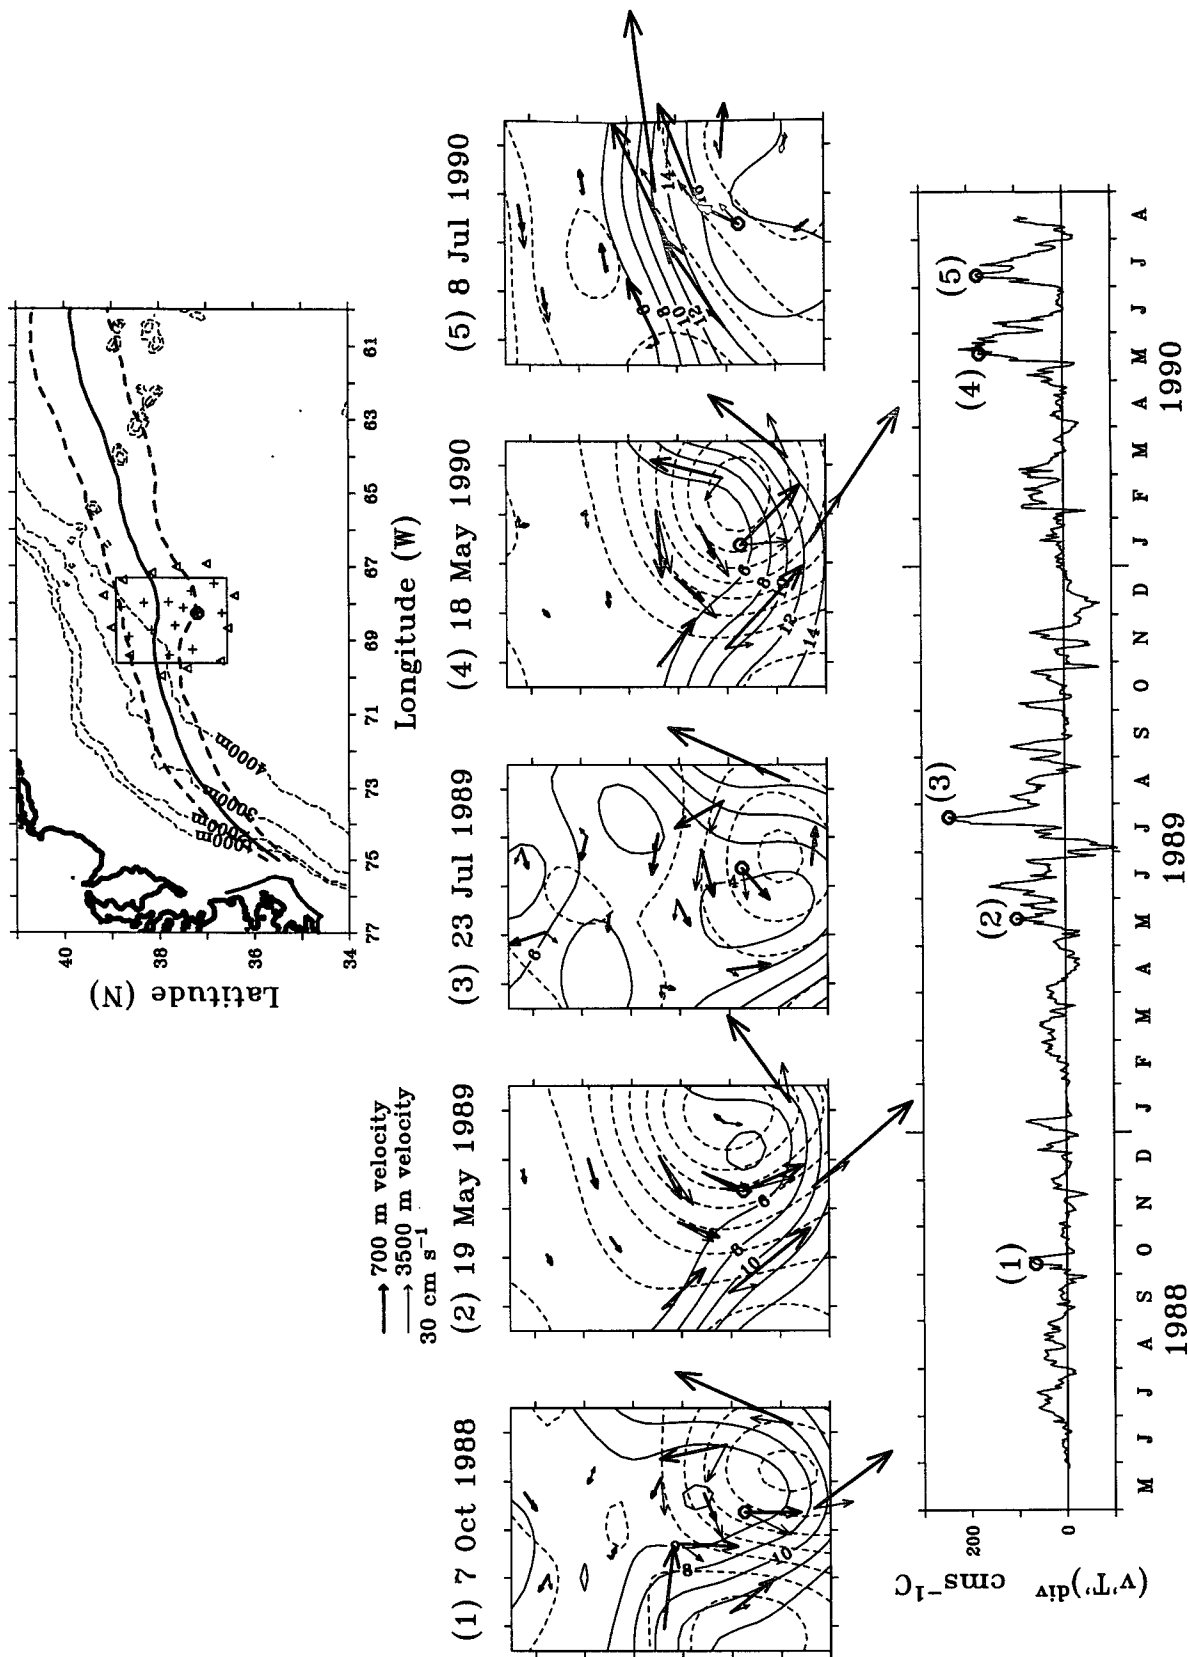 40
38
36
34
Latitude (N)
77
75
73
71
69
67
65
63
61
Longitude (W)
1000m
3000m
4000m
700 m velocity
3500 m velocity
30 cm s⁻¹
(1) 7 Oct 1988
(2) 19 May 1989
(3) 23 Jul 1989
(4) 18 May 1990
(5) 8 Jul 1990
8
10
6
8
10
6
4
6
8
12
14
6
8
10
12
14
16
(v'T')div
cms⁻¹C
200
0
(1)
(2)
(3)
(4)
(5)
M J J A S O N D J F M A M J J A S O N D J F M A M J J A
1988
1989
1990